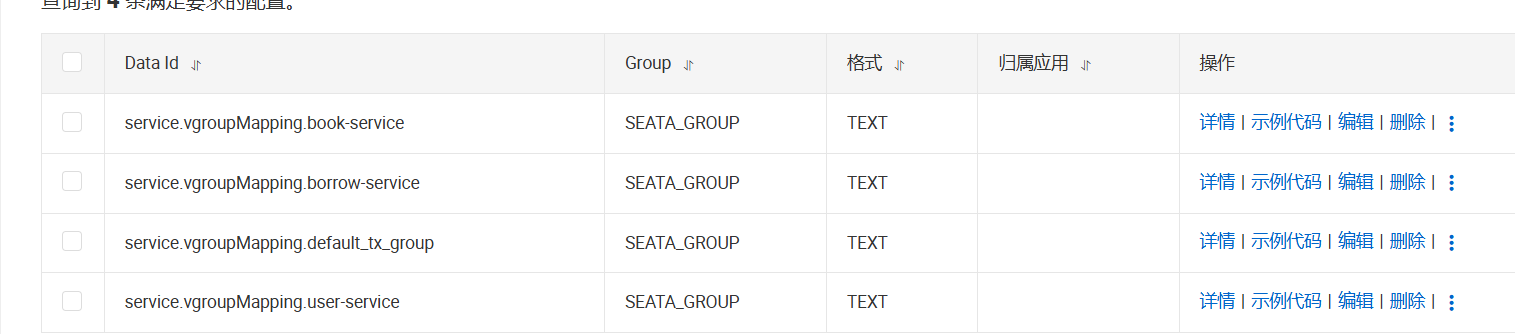 查询到 4 条满足要求的配置。
Data Id Group 格式 归属应用 操作
service.vgroupMapping.book-service SEATA_GROUP TEXT 详情 | 示例代码 | 编辑 | 删除 |
service.vgroupMapping.borrow-service SEATA_GROUP TEXT 详情 | 示例代码 | 编辑 | 删除 |
service.vgroupMapping.default_tx_group SEATA_GROUP TEXT 详情 | 示例代码 | 编辑 | 删除 |
service.vgroupMapping.user-service SEATA_GROUP TEXT 详情 | 示例代码 | 编辑 | 删除 |